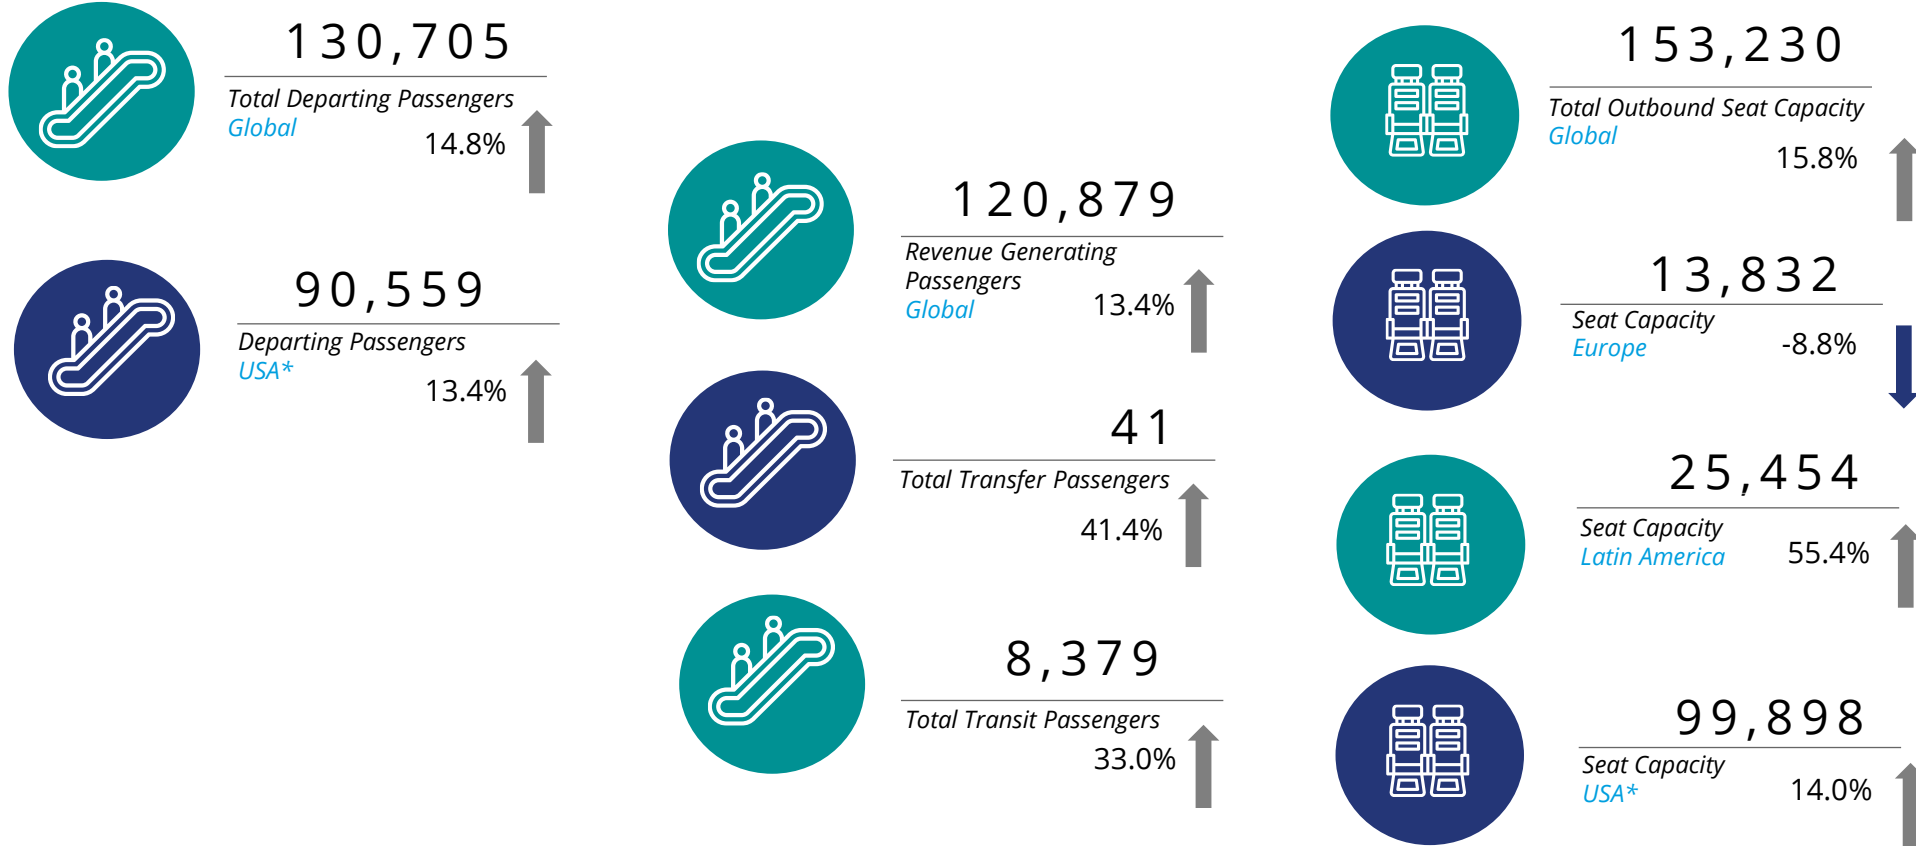 130,705
Total Departing Passengers
Global
14.8%
90,559
Departing Passengers
USA*
13.4%
120,879
Revenue Generating
Passengers
Global
13.4%
41
Total Transfer Passengers
41.4%
8,379
Total Transit Passengers
33.0%
153,230
Total Outbound Seat Capacity
Global
15.8%
13,832
Seat Capacity
Europe
-8.8%
25,454
Seat Capacity
Latin America
55.4%
99,898
Seat Capacity
USA*
14.0%